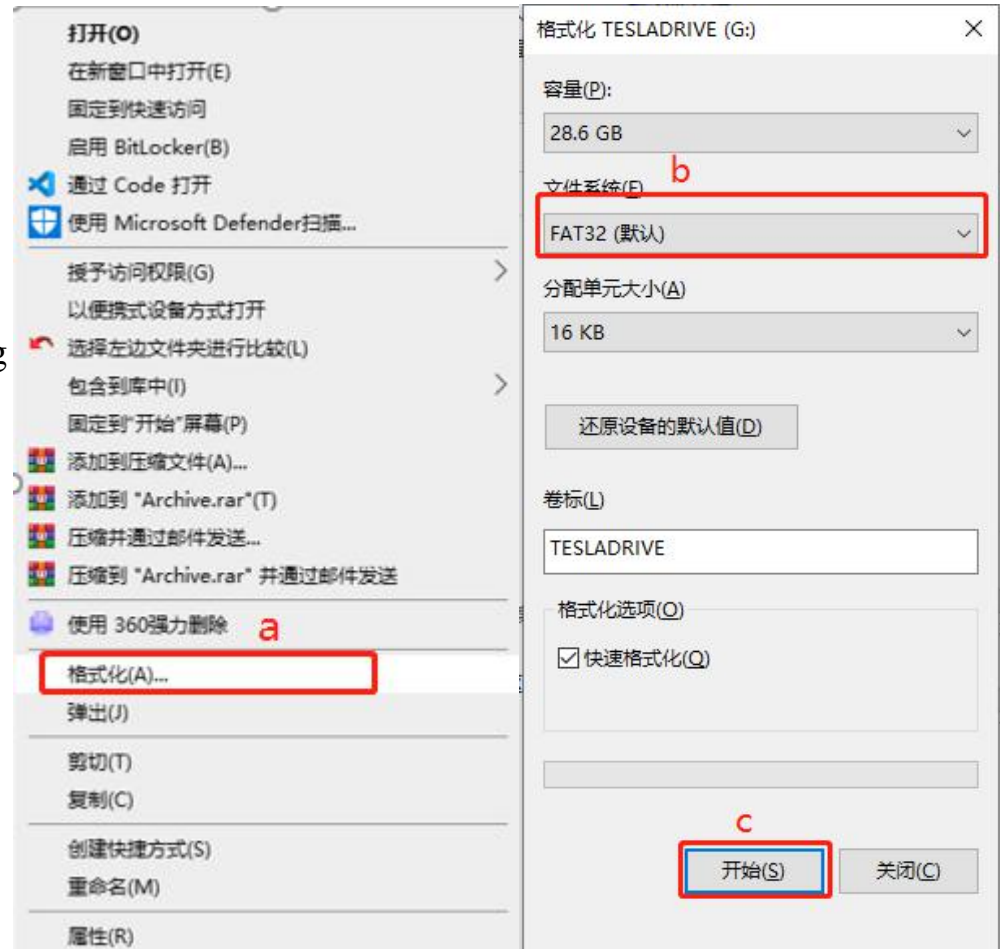 打开(O)
在新窗口中打开(E)
固定到快速访问
启用 BitLocker(B)
通过 Code 打开
使用 Microsoft Defender扫描...
授予访问权限(G)
以便携式设备方式打开
选择左边文件夹进行比较(L)
包含到库中(I)
固定到"开始"屏幕(P)
添加到压缩文件(A)...
添加到 "Archive.rar"(T)
压缩并通过邮件发送...
压缩到 "Archive.rar" 并通过邮件发送
使用 360强力删除
a
格式化(A)...
弹出(J)
剪切(T)
复制(C)
创建快捷方式(S)
重命名(M)
属性(R)
格式化 TESLADRIVE (G:)
容量(P):
28.6 GB
b
文件系统(F)
FAT32 (默认)
分配单元大小(A)
16 KB
还原设备的默认值(D)
卷标(L)
TESLADRIVE
格式化选项(O)
快速格式化(Q)
c
开始(S)
关闭(C)
g